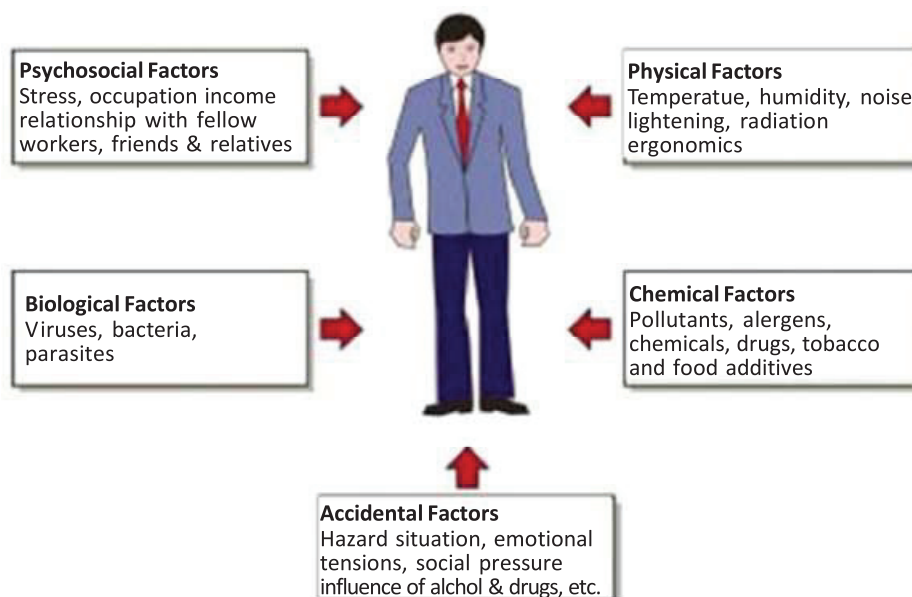 Psychosocial Factors
Stress, occupation income
relationship with fellow
workers, friends & relatives
Physical Factors
Temperatue, humidity, noise
lightening, radiation
ergonomics
Biological Factors
Viruses, bacteria,
parasites
Chemical Factors
Pollutants, alergens,
chemicals, drugs, tobacco
and food additives
Accidental Factors
Hazard situation, emotional
tensions, social pressure
influence of alchol & drugs, etc.